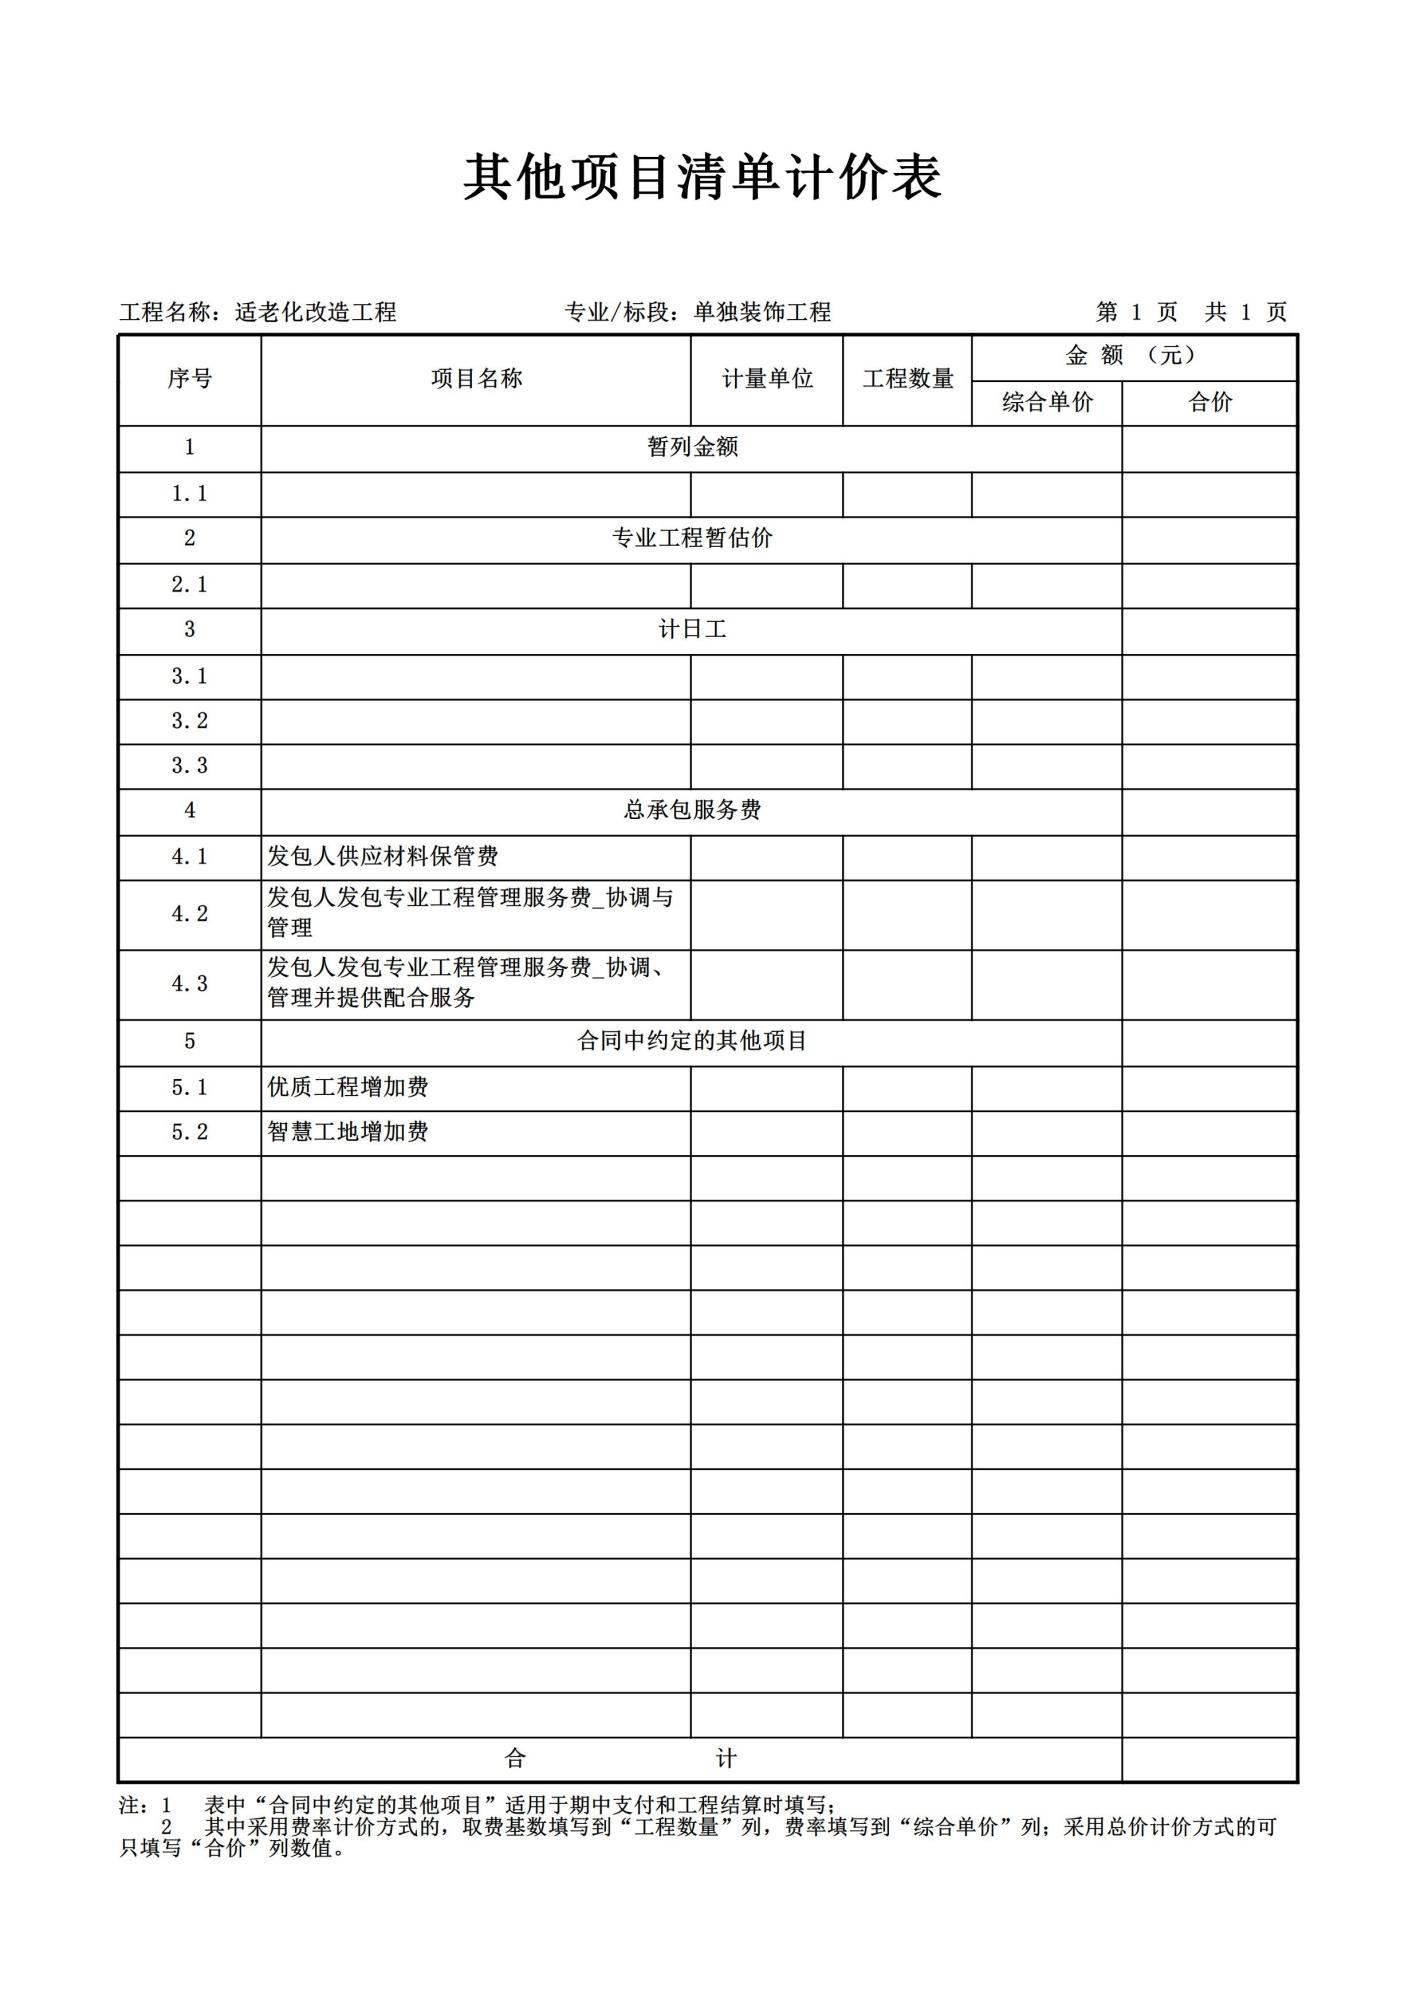 其他项目清单计价表
工程名称：适老化改造工程 专业/标段：单独装饰工程 第 1 页 共 1 页
序号 项目名称 计量单位 工程数量 金 额 （元）
综合单价 合价
1 暂列金额
1.1
2 专业工程暂估价
2.1
3 计日工
3.1
3.2
3.3
4 总承包服务费
4.1 发包人供应材料保管费
4.2 发包人发包专业工程管理服务费_协调与
管理
4.3 发包人发包专业工程管理服务费_协调、
管理并提供配合服务
5 合同中约定的其他项目
5.1 优质工程增加费
5.2 智慧工地增加费
合 计
注：1 表中“合同中约定的其他项目”适用于期中支付和工程结算时填写；
2 其中采用费率计价方式的，取费基数填写到“工程数量”列，费率填写到“综合单价”列；采用总价计价方式的可
只填写“合价”列数值。